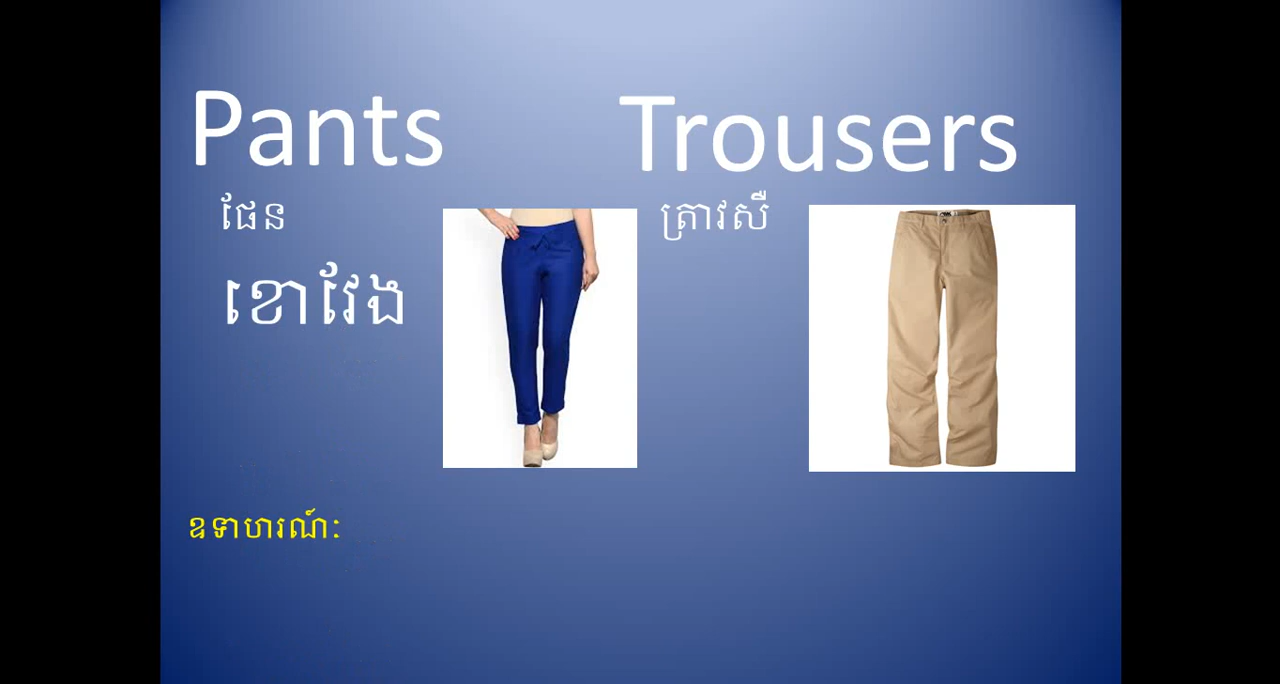 Pants
Trousers
ផែន
ត្រាវសឺ
ខោវែង
ឧទាហរណ៍ៈ